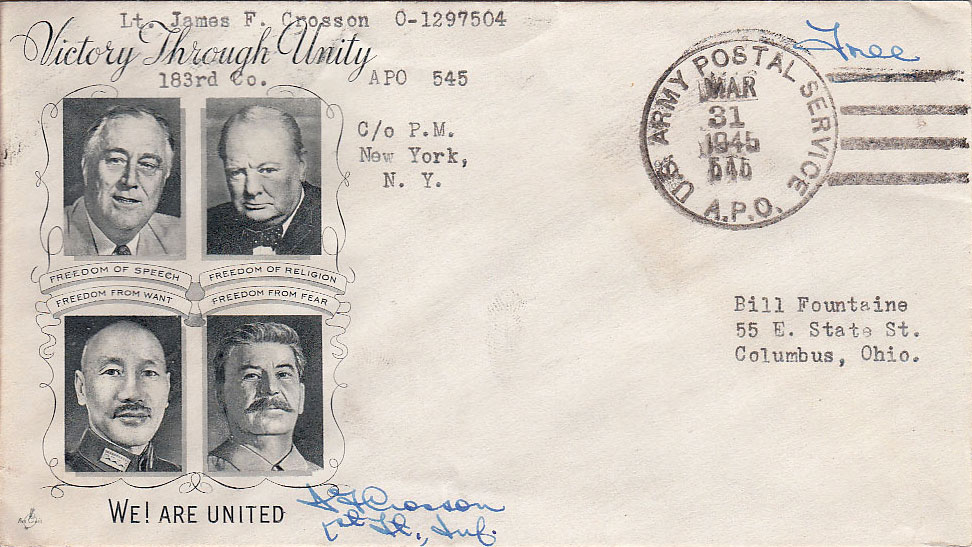 Lt. James F. Crosson O-1297504
Victory Through Unity
183rd Co. APO 545
C/o P.M.
New York,
N. Y.
U.S. ARMY POSTAL SERVICE
MAR
31
1945
545
A.P.O.
Free
FREEDOM OF SPEECH
FREEDOM OF RELIGION
FREEDOM FROM WANT
FREEDOM FROM FEAR
Bill Fountaine
55 E. State St.
Columbus, Ohio.
WE! ARE UNITED
JF Crosson
1st Lt., Inf.